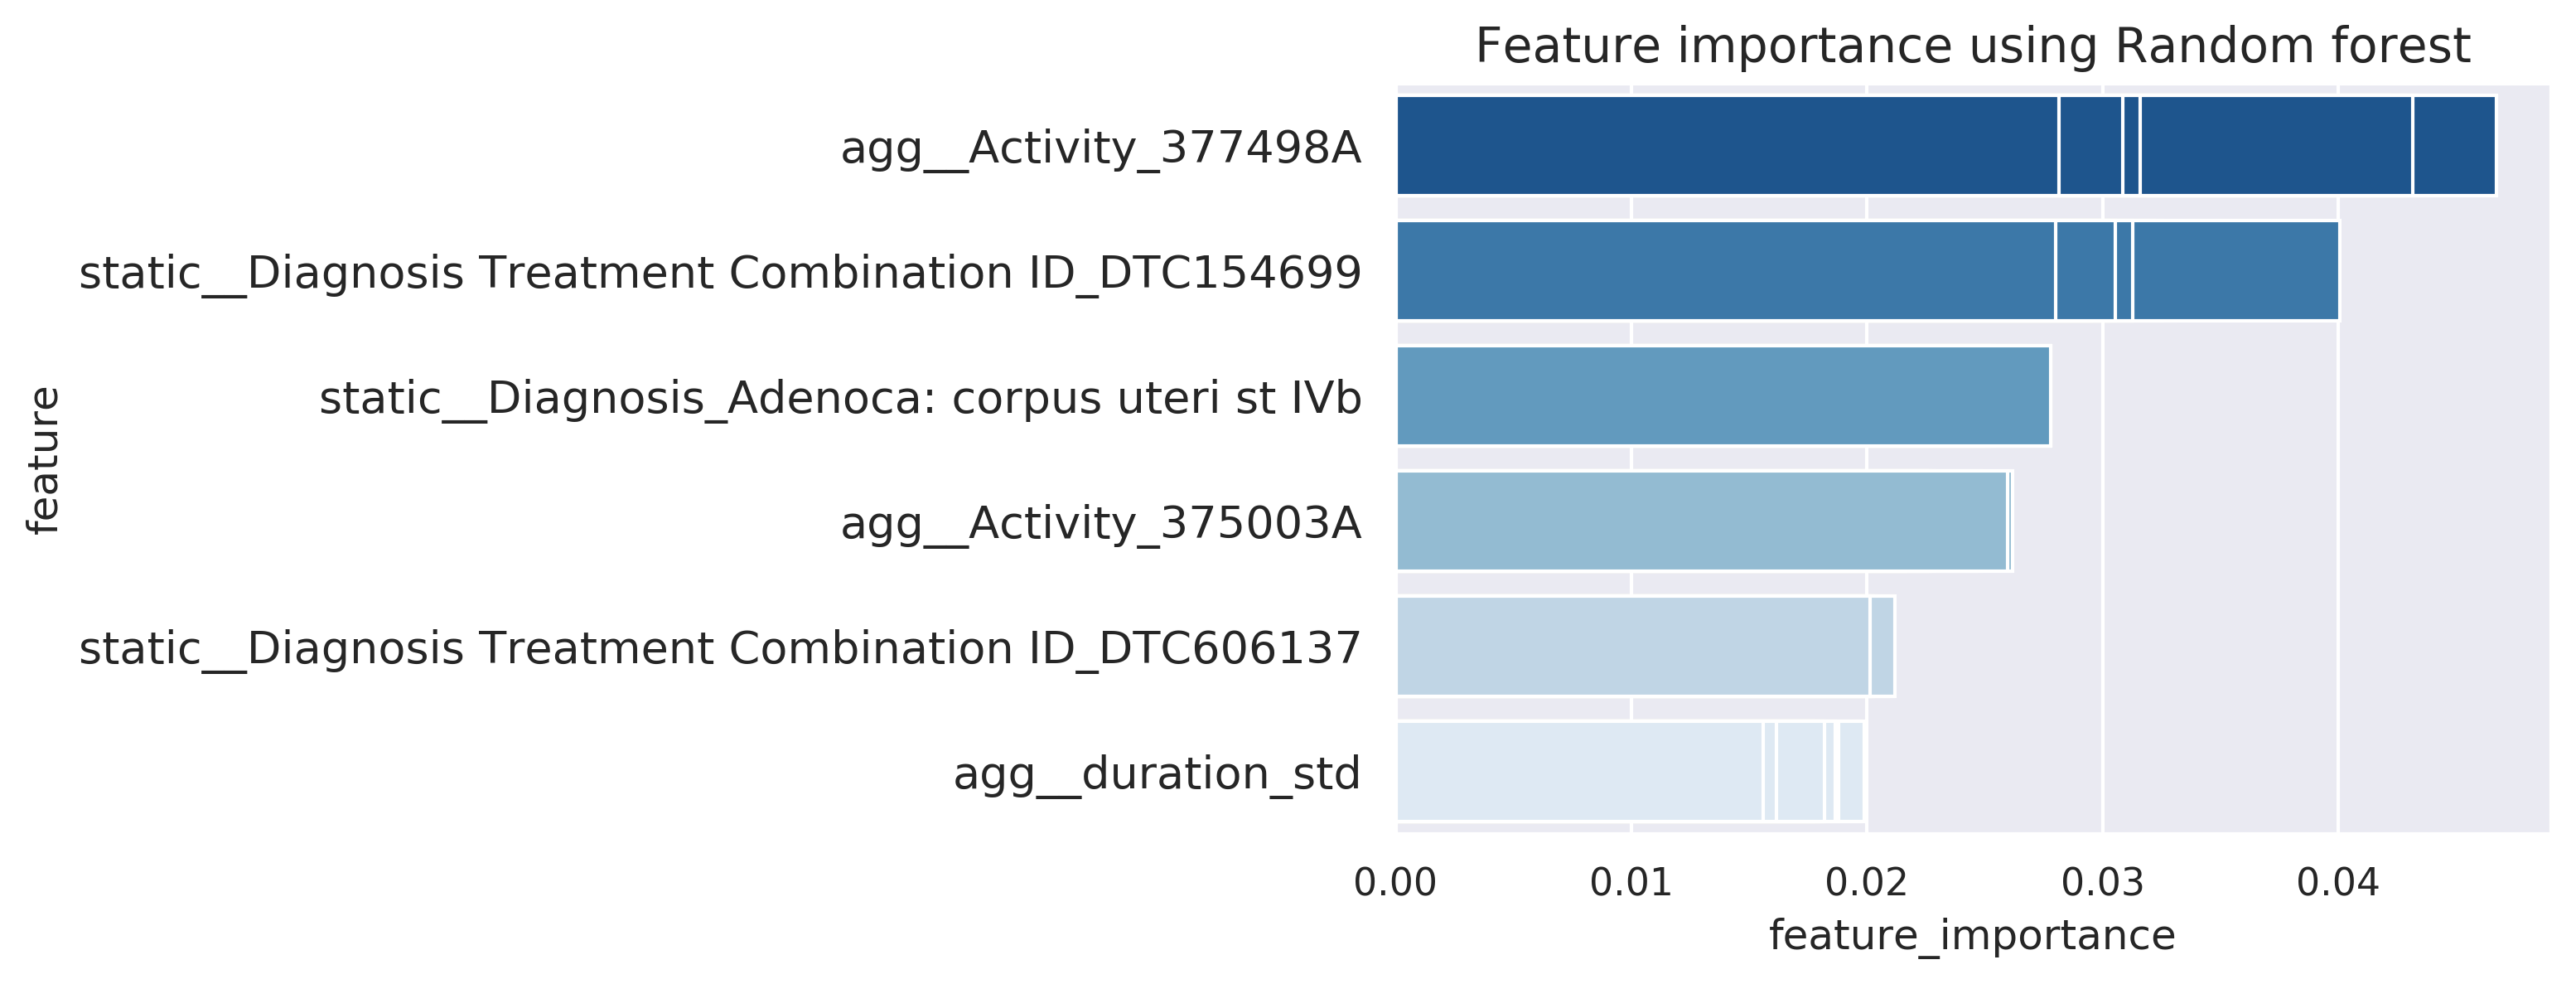 Feature importance using Random forest
feature
agg__Activity_377498A
static__Diagnosis Treatment Combination ID_DTC154699
static__Diagnosis_Adenoca: corpus uteri st IVb
agg__Activity_375003A
static__Diagnosis Treatment Combination ID_DTC606137
agg__duration_std
0.00 0.01 0.02 0.03 0.04
feature_importance